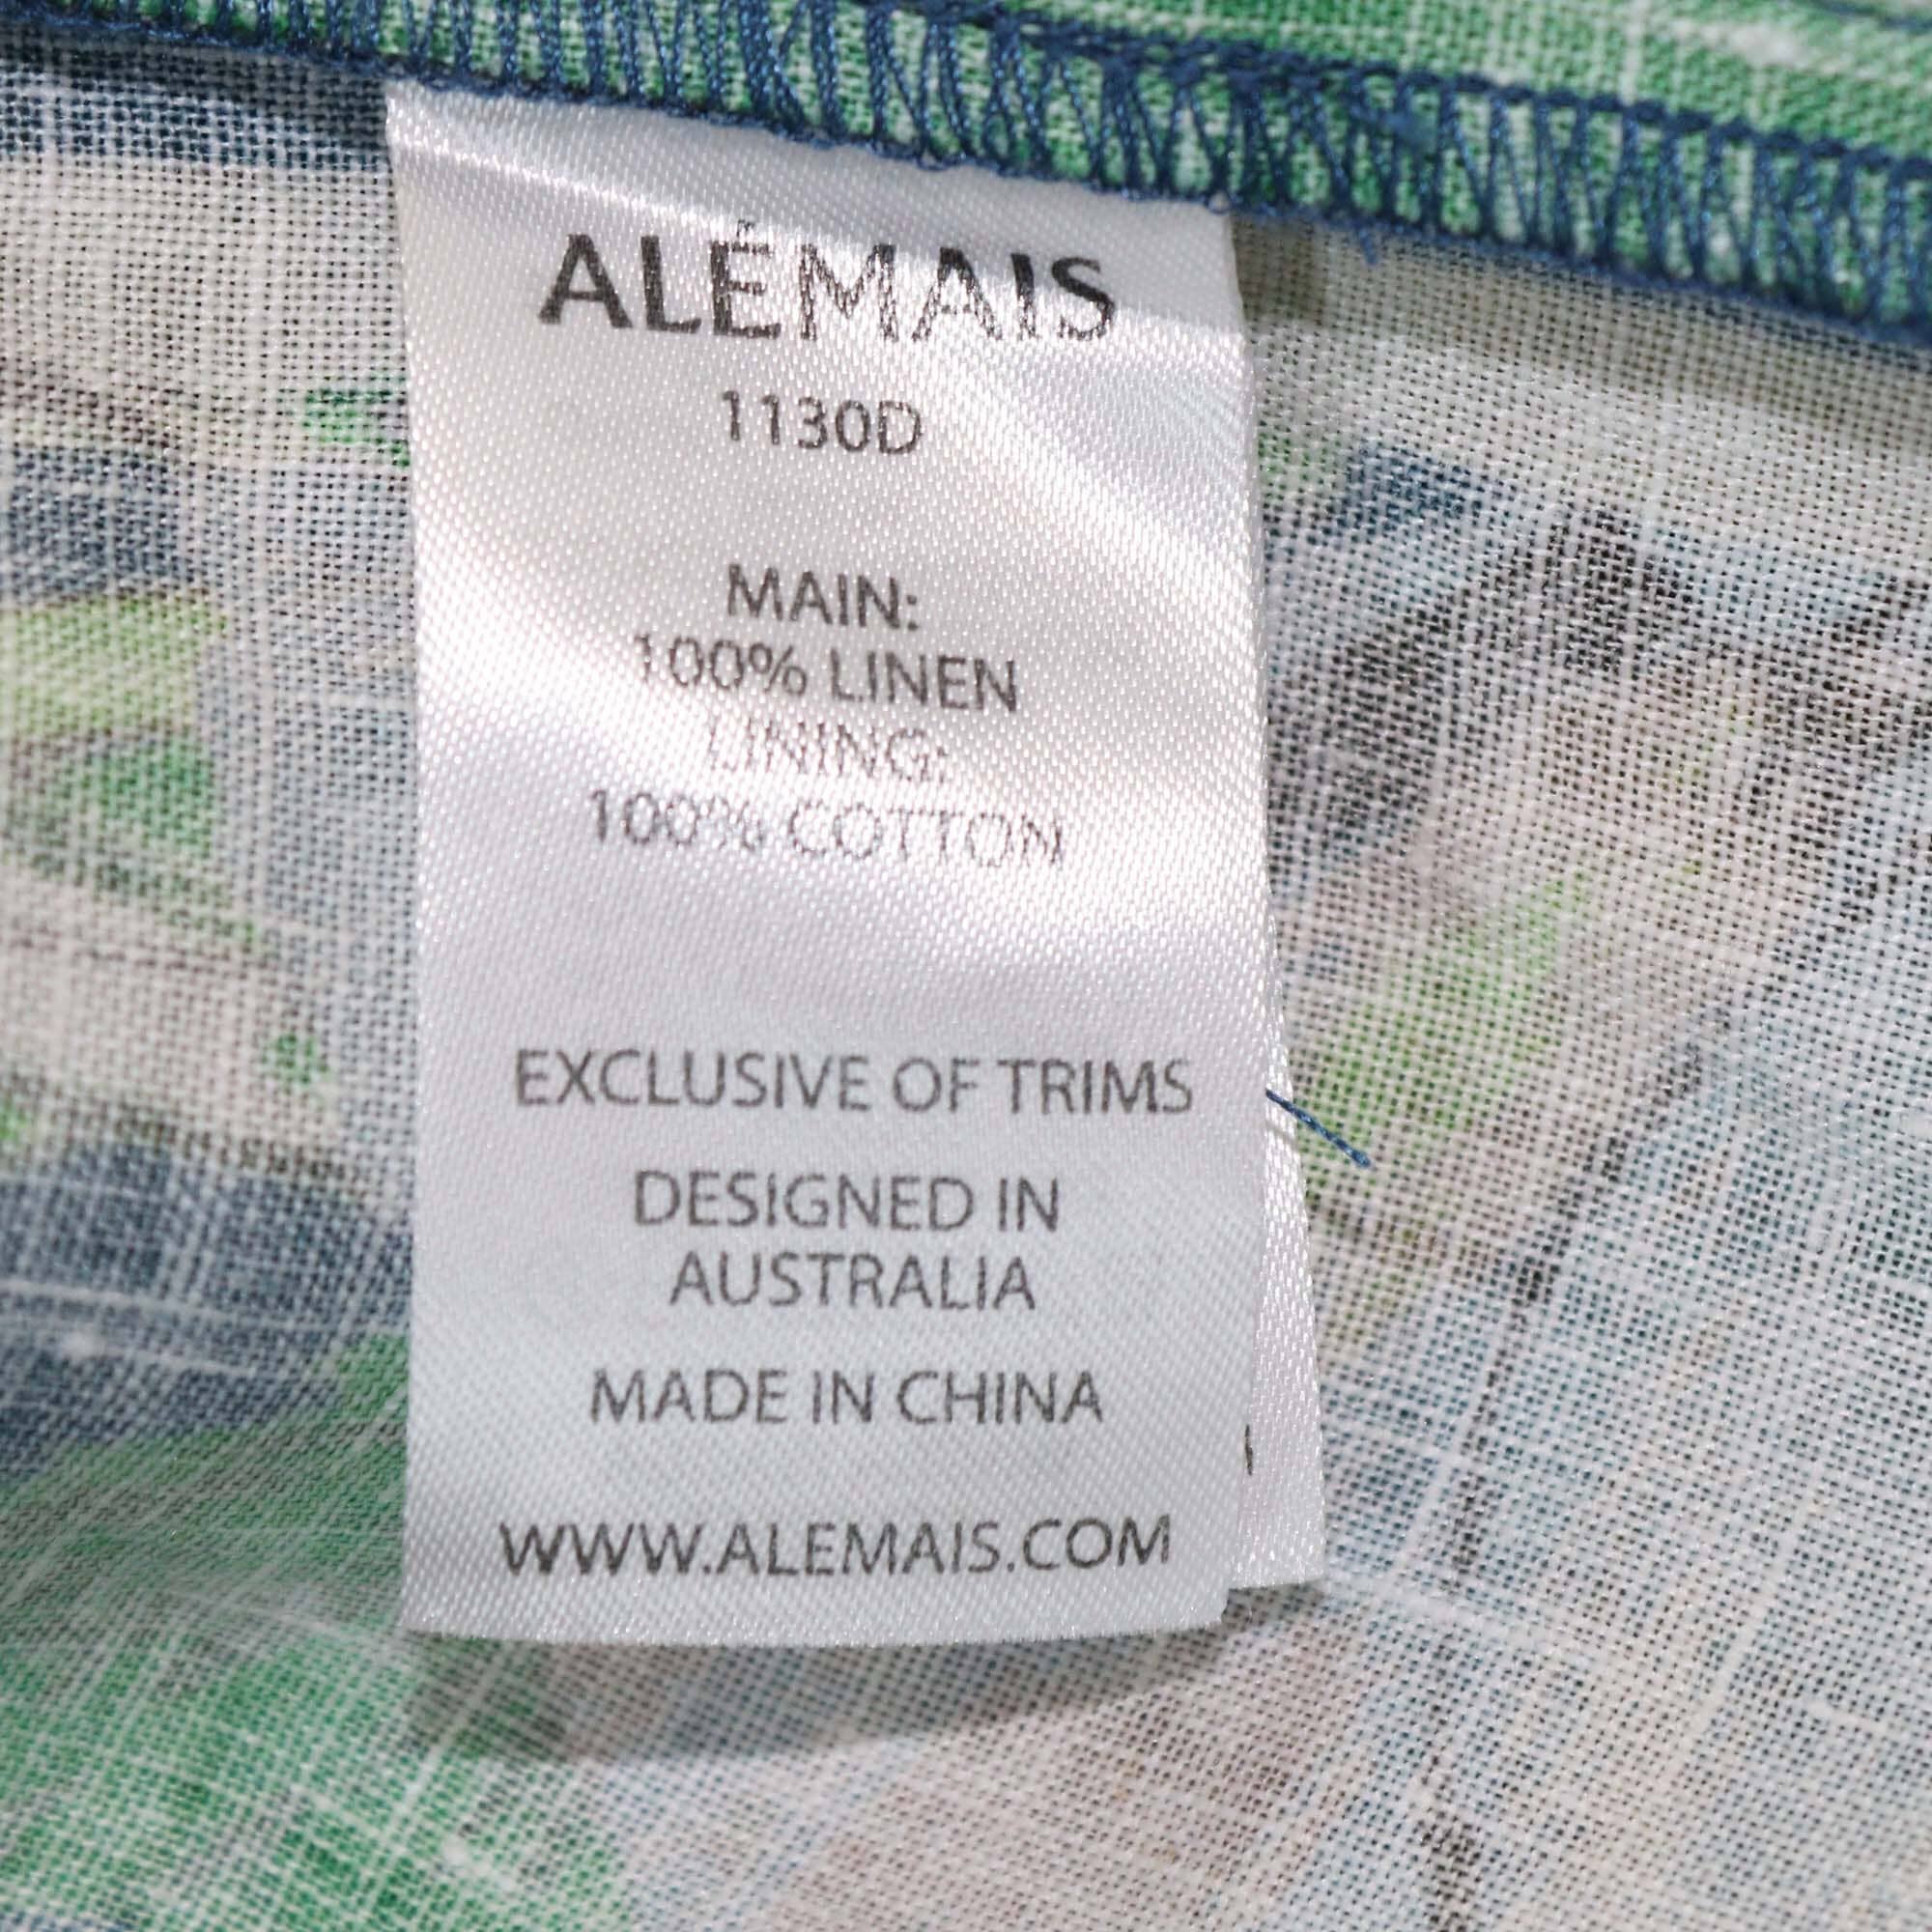 ALÉMAIS
1130D
MAIN:
100% LINEN
LINING:
100% COTTON
EXCLUSIVE OF TRIMS
DESIGNED IN
AUSTRALIA
MADE IN CHINA
WWW.ALEMAIS.COM